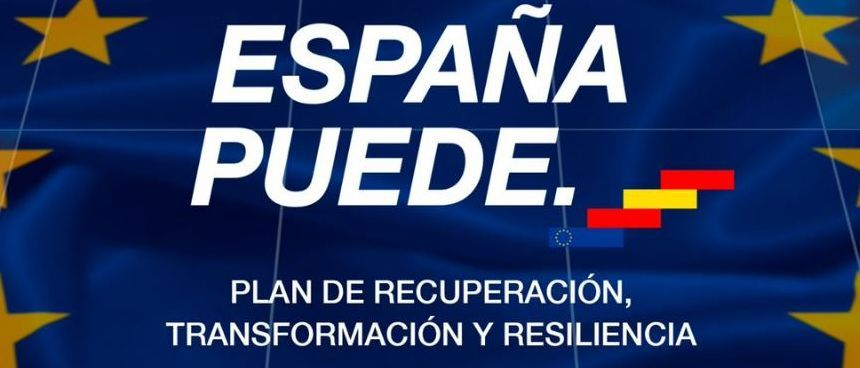 ESPAÑA
PUEDE.
PLAN DE RECUPERACIÓN,
TRANSFORMACIÓN Y RESILIENCIA